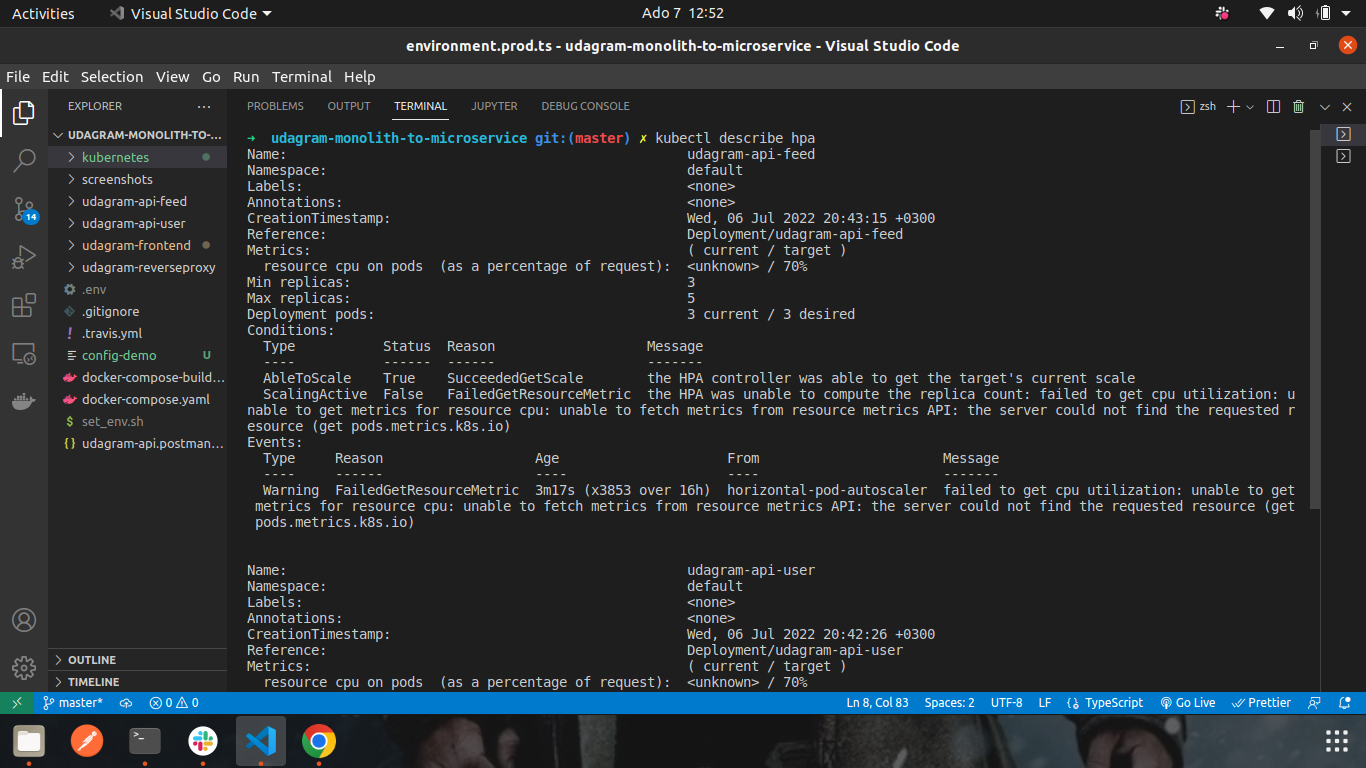 Activities
Visual Studio Code
Ado 7 12:52
environment.prod.ts - udagram-monolith-to-microservice - Visual Studio Code
File Edit Selection View Go Run Terminal Help
EXPLORER
UDAGRAM-MONOLITH-TO-...
kubernetes
screenshots
udagram-api-feed
udagram-api-user
udagram-frontend
udagram-reverseproxy
.env
.gitignore
.travis.yml
config-demo U
docker-compose-build...
docker-compose.yaml
set_env.sh
udagram-api.postman...
OUTLINE
TIMELINE
14
PROBLEMS OUTPUT TERMINAL JUPYTER DEBUG CONSOLE
zsh
➜ udagram-monolith-to-microservice git:(master) ✗ kubectl describe hpa
Name: udagram-api-feed
Namespace: default
Labels: <none>
Annotations: <none>
CreationTimestamp: Wed, 06 Jul 2022 20:43:15 +0300
Reference: Deployment/udagram-api-feed
Metrics: ( current / target )
resource cpu on pods (as a percentage of request): <unknown> / 70%
Min replicas: 3
Max replicas: 5
Deployment pods: 3 current / 3 desired
Conditions:
Type Status Reason Message
---- ------ ------ -------
AbleToScale True SucceededGetScale the HPA controller was able to get the target's current scale
ScalingActive False FailedGetResourceMetric the HPA was unable to compute the replica count: failed to get cpu utilization: u
nable to get metrics for resource cpu: unable to fetch metrics from resource metrics API: the server could not find the requested r
esource (get pods.metrics.k8s.io)
Events:
Type Reason Age From Message
---- ------ ---- ---- -------
Warning FailedGetResourceMetric 3m17s (x3853 over 16h) horizontal-pod-autoscaler failed to get cpu utilization: unable to get
metrics for resource cpu: unable to fetch metrics from resource metrics API: the server could not find the requested resource (get
pods.metrics.k8s.io)
Name: udagram-api-user
Namespace: default
Labels: <none>
Annotations: <none>
CreationTimestamp: Wed, 06 Jul 2022 20:42:26 +0300
Reference: Deployment/udagram-api-user
Metrics: ( current / target )
resource cpu on pods (as a percentage of request): <unknown> / 70%
master* 0 0 Ln 8, Col 83 Spaces: 2 UTF-8 LF TypeScript Go Live Prettier